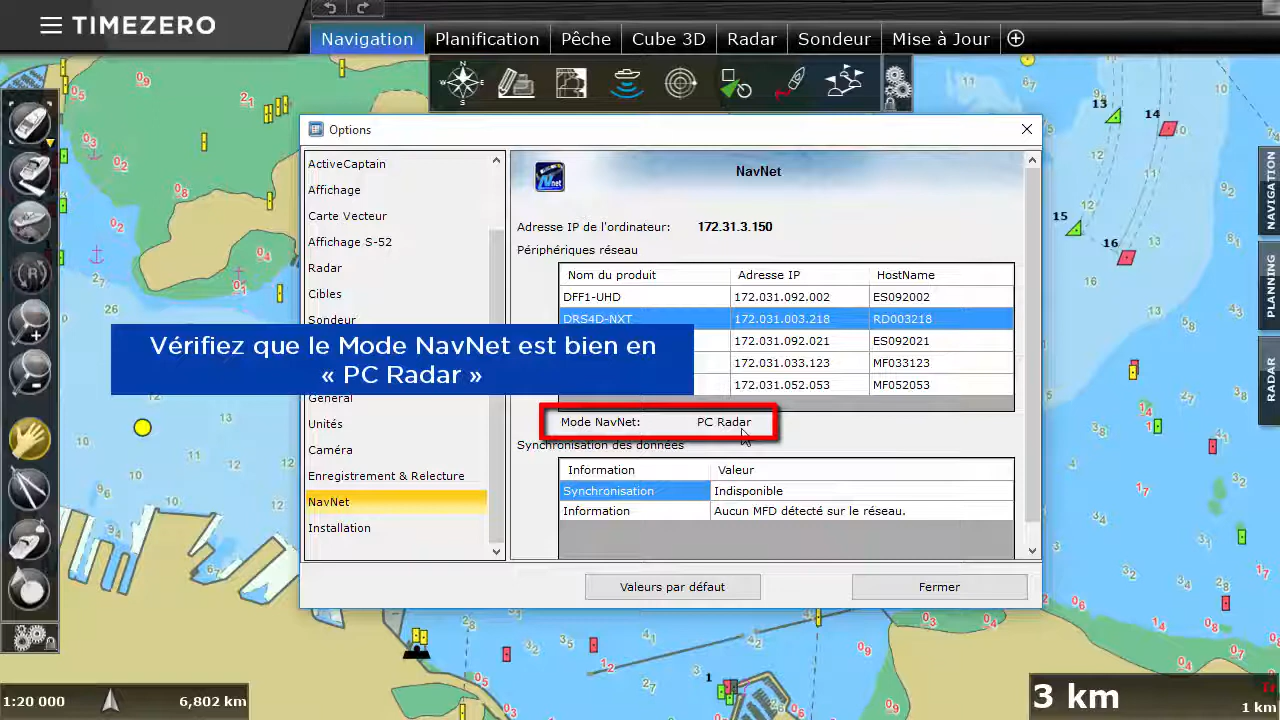 TIMEZERO
Navigation Planification Pêche Cube 3D Radar Sondeur Mise à Jour
Options
ActiveCaptain
Affichage
Carte Vecteur
Affichage S-52
Radar
Cibles
Sondeur
Général
Unités
Caméra
Enregistrement & Relecture
NavNet
Installation
NavNet
Adresse IP de l'ordinateur: 172.31.3.150
Périphériques réseau
Nom du produit Adresse IP HostName
DFF1-UHD 172.031.092.002 ES092002
DRS4D-NXT 172.031.003.218 RD003218
172.031.092.021 ES092021
172.031.033.123 MF033123
172.031.052.053 MF052053
Vérifiez que le Mode NavNet est bien en
« PC Radar »
Mode NavNet: PC Radar
Synchronisation des données
Information Valeur
Synchronisation Indisponible
Information Aucun MFD détecté sur le réseau.
Valeurs par défaut Fermer
NAVIGATION
PLANNING
RADAR
13
14
15
16
1
1:20 000 6,802 km
3 km
1 km